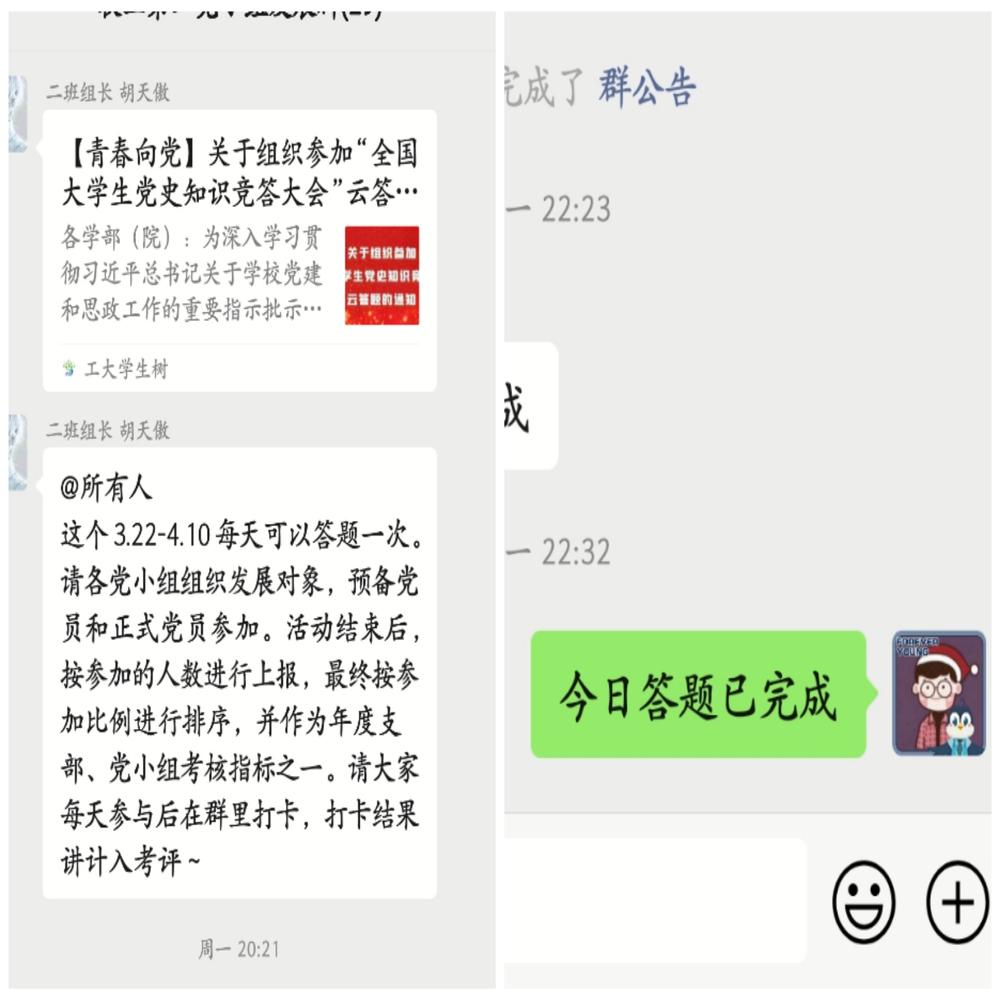 二班组长 胡天傲
【青春向党】关于组织参加“全国
大学生党史知识竞答大会”云答…
各学部（院）：为深入学习贯
彻习近平总书记关于学校党建
和思政工作的重要指示批示…
关于组织参加
学生党史知识竞
云答题的通知
工大学生树
二班组长 胡天傲
@所有人
这个3.22-4.10每天可以答题一次。
请各党小组组织发展对象，预备党
员和正式党员参加。活动结束后，
按参加的人数进行上报，最终按参
加比例进行排序，并作为年度支
部、党小组考核指标之一。请大家
每天参与后在群里打卡，打卡结果
讲计入考评~
周一 20:21
完成了 群公告
一 22:23
成
一 22:32
今日答题已完成
FOREVER
YOUNG